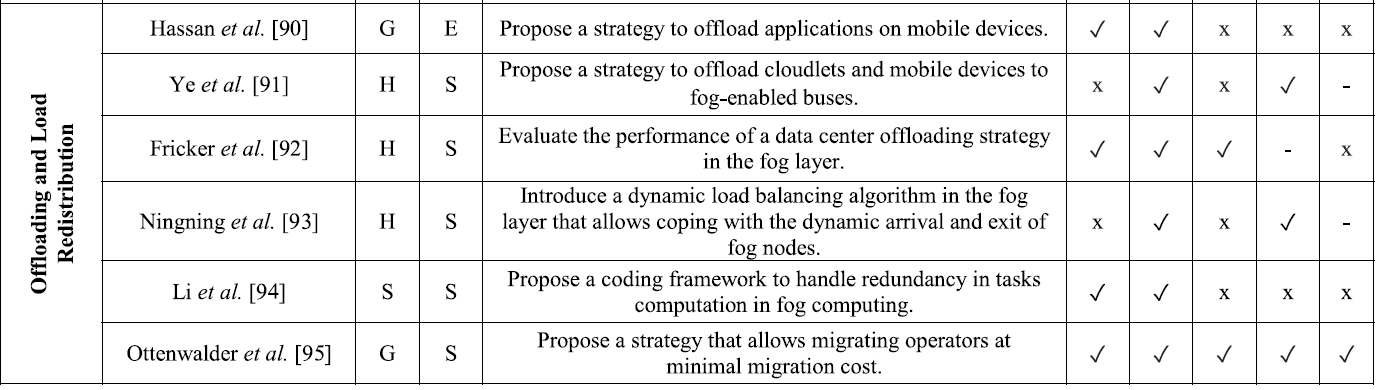 Offloading and Load
Redistribution
Hassan et al. [90] G E Propose a strategy to offload applications on mobile devices. ✓ ✓ x x x
Ye et al. [91] H S Propose a strategy to offload cloudlets and mobile devices to
fog-enabled buses. x ✓ x ✓ -
Fricker et al. [92] H S Evaluate the performance of a data center offloading strategy
in the fog layer. ✓ ✓ ✓ - x
Ningning et al. [93] H S Introduce a dynamic load balancing algorithm in the fog
layer that allows coping with the dynamic arrival and exit of
fog nodes. x ✓ x ✓ -
Li et al. [94] S S Propose a coding framework to handle redundancy in tasks
computation in fog computing. ✓ ✓ x x x
Ottenwalder et al. [95] G S Propose a strategy that allows migrating operators at
minimal migration cost. ✓ ✓ ✓ ✓ ✓